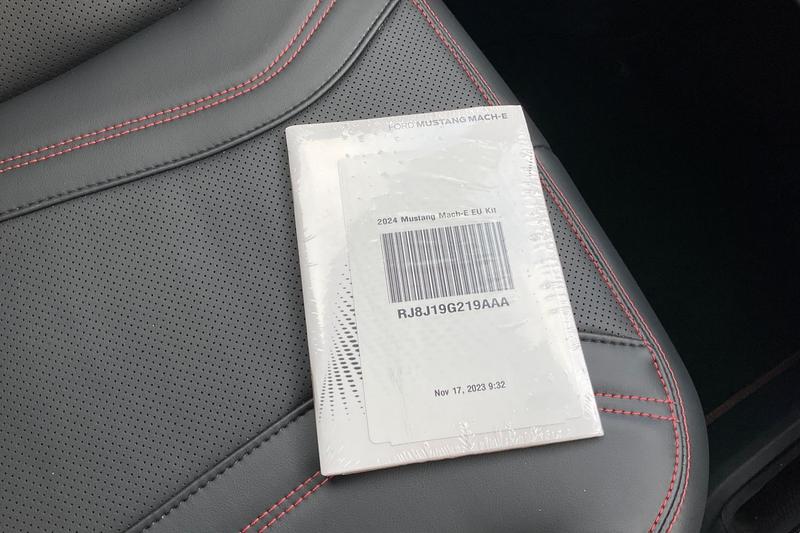 FORD MUSTANG MACH-E
2024 Mustang Mach-E EU Kit
RJ8J19G219AAA
Nov 17, 2023 9:32